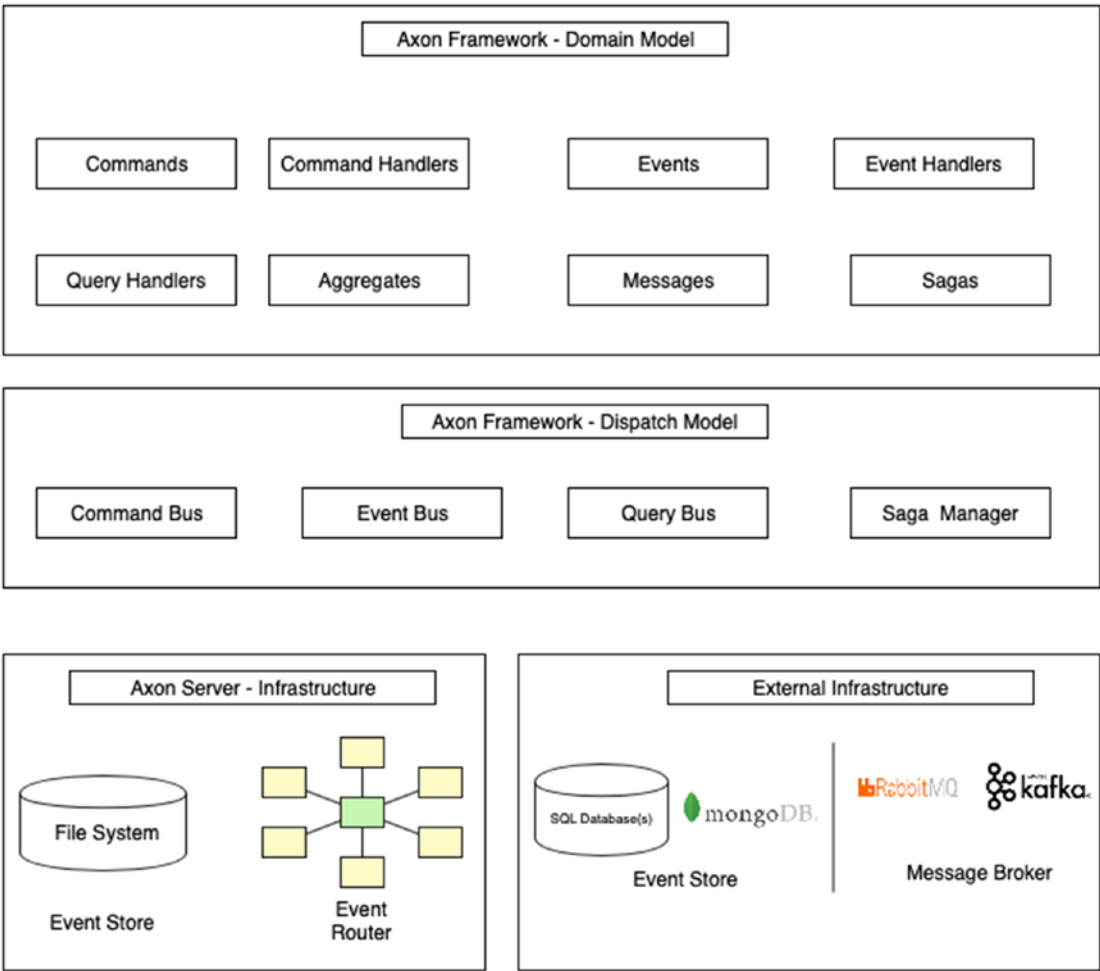 Axon Framework - Domain Model
Commands
Command Handlers
Events
Event Handlers
Query Handlers
Aggregates
Messages
Sagas
Axon Framework - Dispatch Model
Command Bus
Event Bus
Query Bus
Saga Manager
Axon Server - Infrastructure
File System
Event Store
Event
Router
External Infrastructure
SQL Database(s)
mongoDB.
Event Store
RabbitMQ
kafka
Message Broker